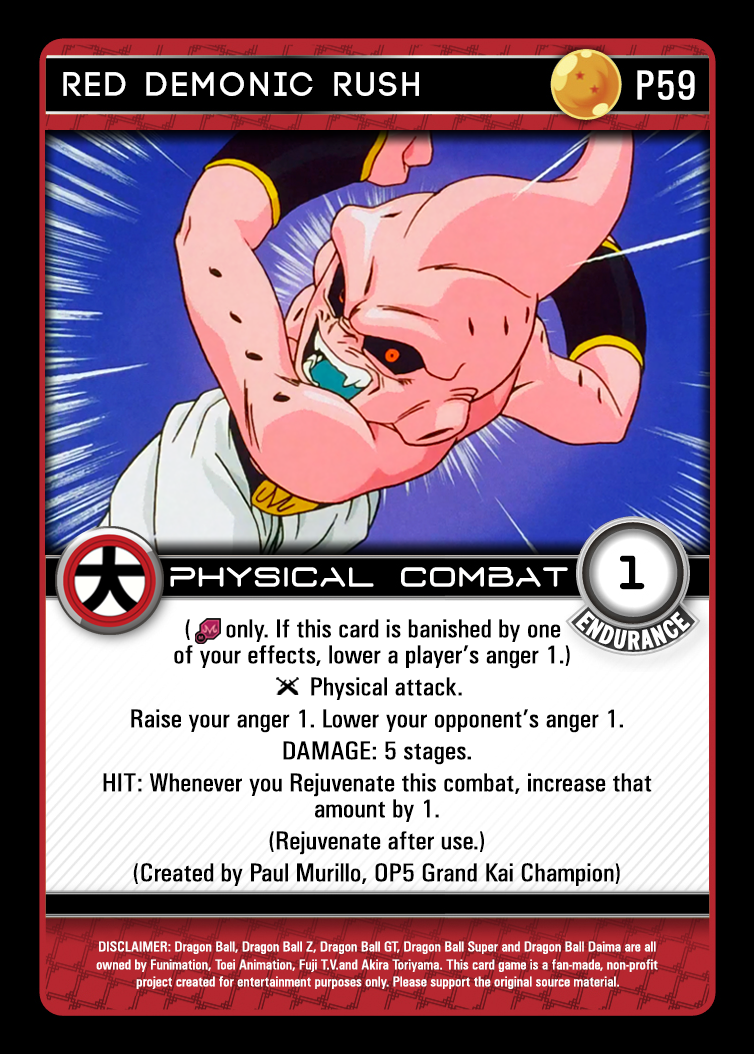 RED DEMONIC RUSH P59
大 PHYSICAL COMBAT 1
ENDURANCE
( only. If this card is banished by one
of your effects, lower a player's anger 1.)
Physical attack.
Raise your anger 1. Lower your opponent's anger 1.
DAMAGE: 5 stages.
HIT: Whenever you Rejuvenate this combat, increase that
amount by 1.
(Rejuvenate after use.)
(Created by Paul Murillo, OP5 Grand Kai Champion)
DISCLAIMER: Dragon Ball, Dragon Ball Z, Dragon Ball GT, Dragon Ball Super and Dragon Ball Daima are all
owned by Funimation, Toei Animation, Fuji T.V.and Akira Toriyama. This card game is a fan-made, non-profit
project created for entertainment purposes only. Please support the original source material.